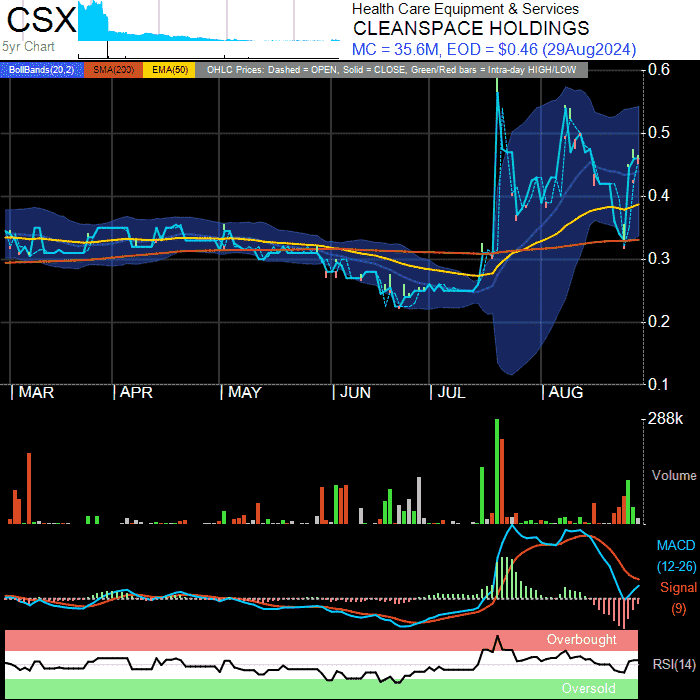 CSX
5yr Chart
Health Care Equipment & Services
CLEANSPACE HOLDINGS
MC = 35.6M, EOD = $0.46 (29Aug2024)
BollBands(20,2) SMA(200) EMA(50) OHLC Prices: Dashed = OPEN, Solid = CLOSE, Green/Red bars = Intra-day HIGH/LOW
0.6
0.5
0.4
0.3
0.2
0.1
MAR APR MAY JUN JUL AUG
288k
Volume
MACD
(12-26)
Signal
(9)
Overbought
RSI(14)
Oversold